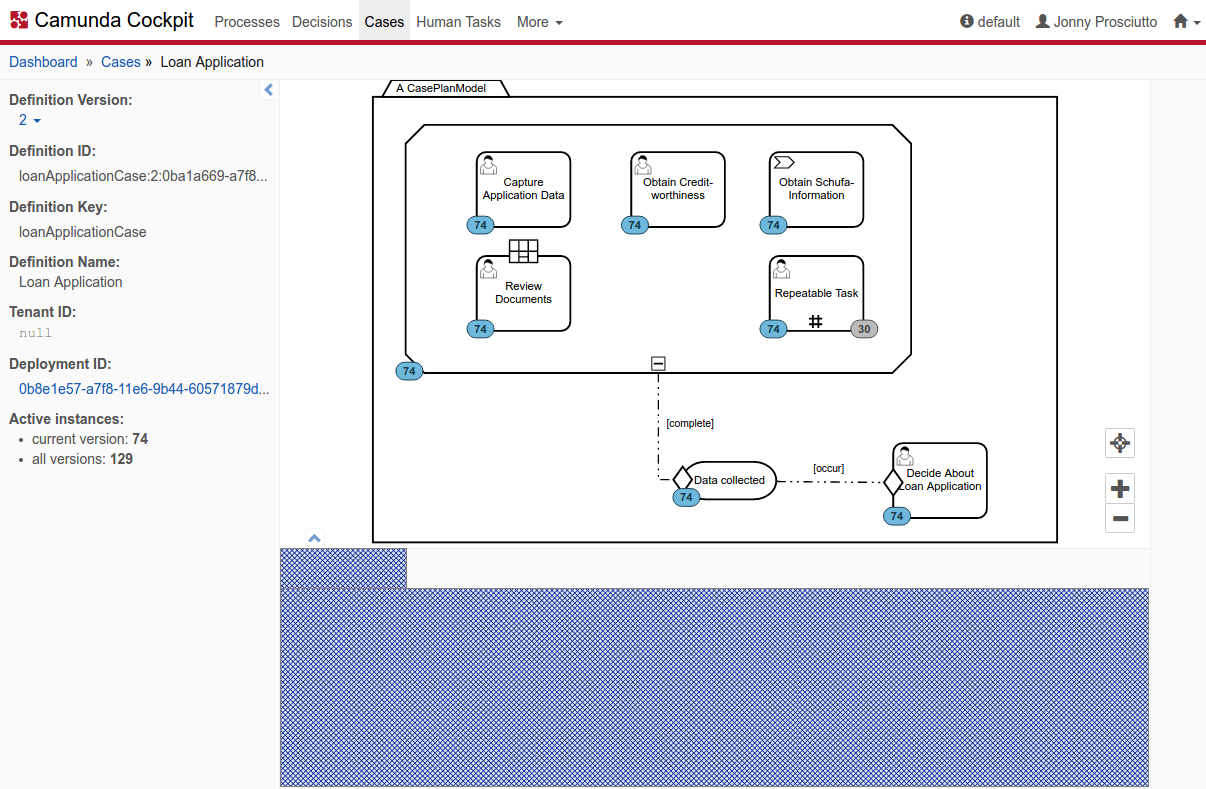 Camunda Cockpit
Processes Decisions Cases Human Tasks More
default Jonny Prosciutto
Dashboard » Cases » Loan Application
Definition Version:
2
Definition ID:
loanApplicationCase:2:0ba1a669-a7f8...
Definition Key:
loanApplicationCase
Definition Name:
Loan Application
Tenant ID:
null
Deployment ID:
0b8e1e57-a7f8-11e6-9b44-60571879d...
Active instances:
• current version: 74
• all versions: 129
A CasePlanModel
Capture
Application Data
74
Obtain Credit-
worthiness
74
Obtain Schufa-
Information
74
Review
Documents
74
Repeatable Task
74
30
74
[complete]
Data collected
74
[occur]
Decide About
Loan Application
74